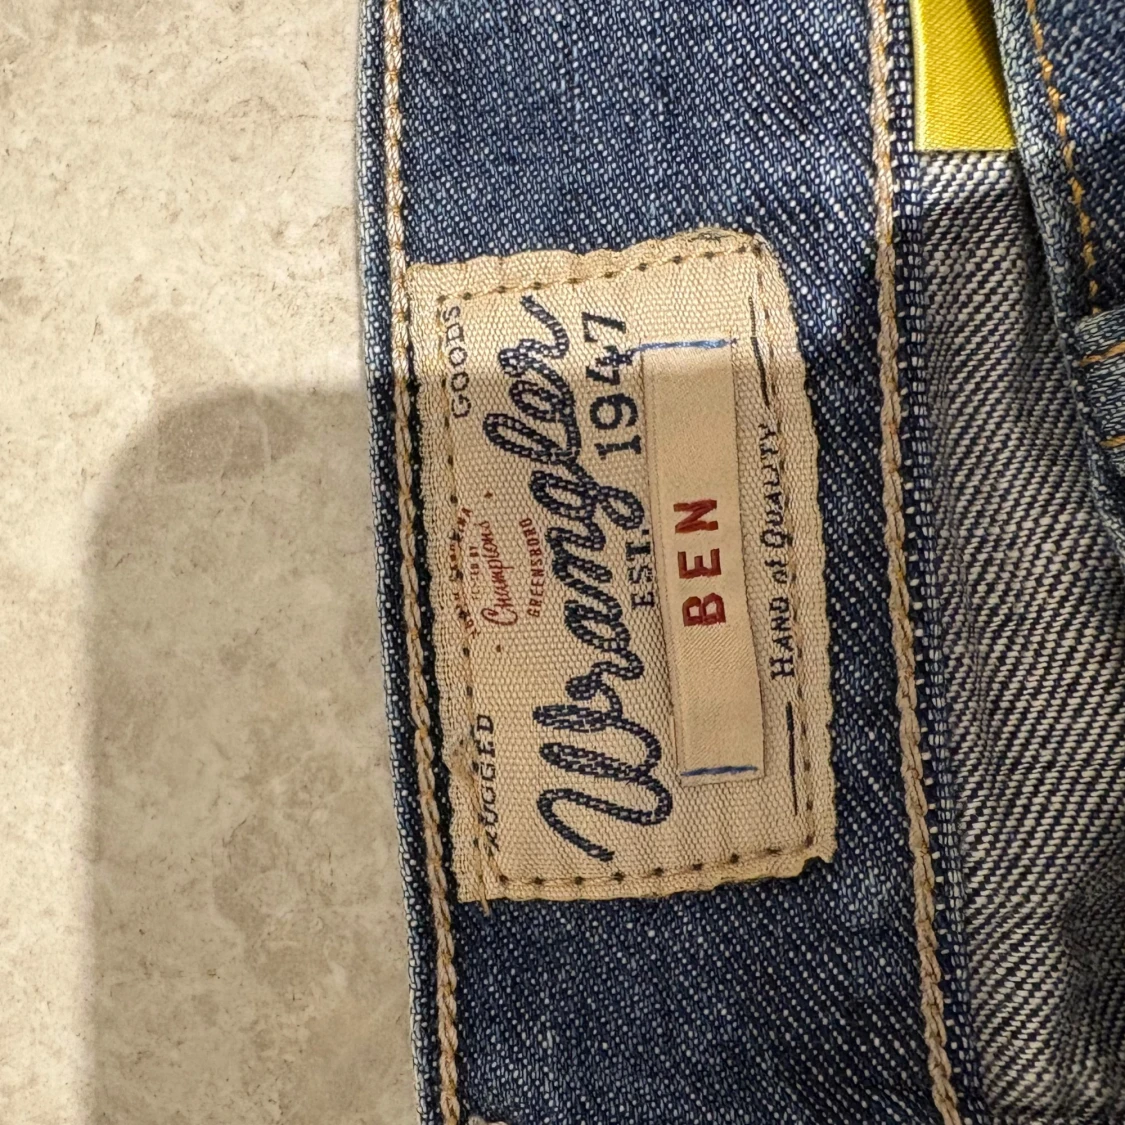 RUGGED GOODS
Champions
GREENSBORO
Wrangler
EST. 1947
BEN
HAND of QUALITY